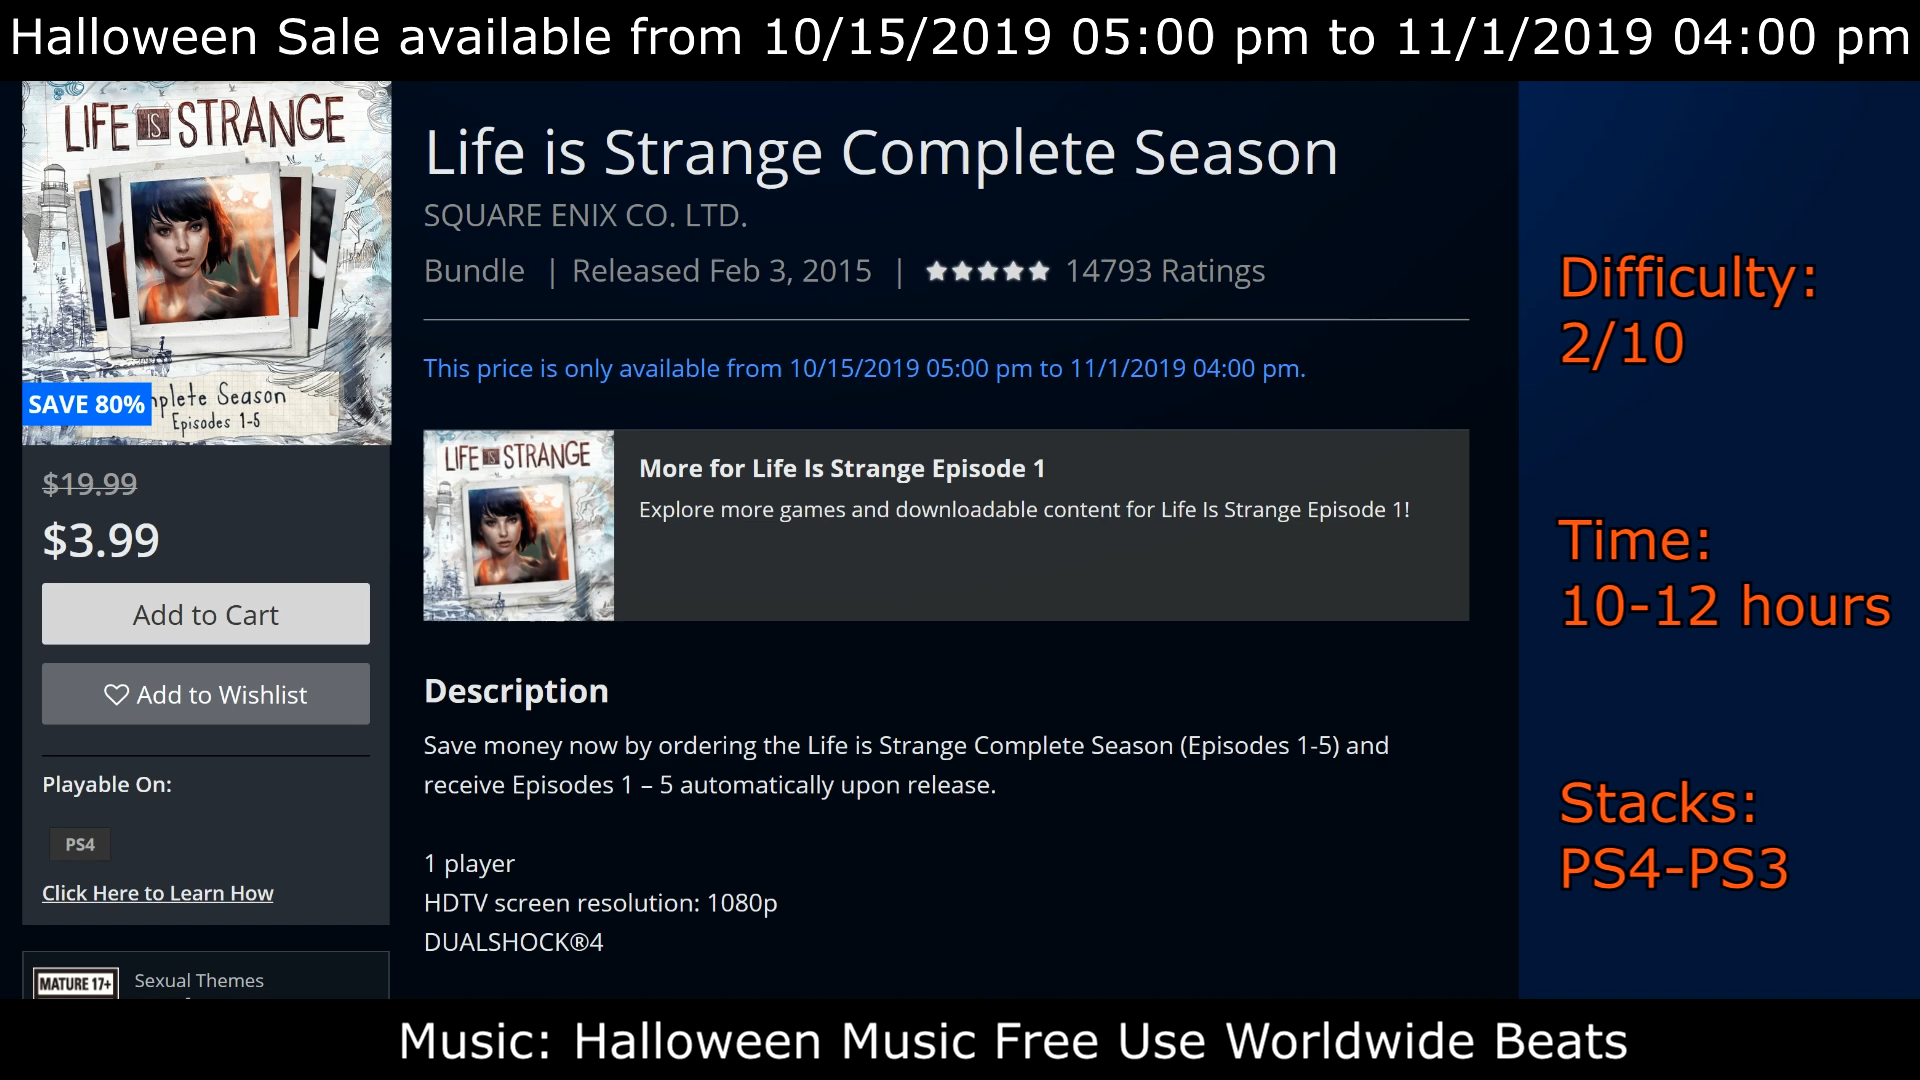 Halloween Sale available from 10/15/2019 05:00 pm to 11/1/2019 04:00 pm
LIFE IS STRANGE
SAVE 80%
mplete Season
Episodes 1-5
$19.99
$3.99
Add to Cart
Add to Wishlist
Playable On:
PS4
Click Here to Learn How
MATURE 17+
Sexual Themes
Life is Strange Complete Season
SQUARE ENIX CO. LTD.
Bundle | Released Feb 3, 2015 | ★★★★★ 14793 Ratings
This price is only available from 10/15/2019 05:00 pm to 11/1/2019 04:00 pm.
LIFE IS STRANGE
More for Life Is Strange Episode 1
Explore more games and downloadable content for Life Is Strange Episode 1!
Description
Save money now by ordering the Life is Strange Complete Season (Episodes 1-5) and
receive Episodes 1 – 5 automatically upon release.
1 player
HDTV screen resolution: 1080p
DUALSHOCK®4
Difficulty:
2/10
Time:
10-12 hours
Stacks:
PS4-PS3
Music: Halloween Music Free Use Worldwide Beats